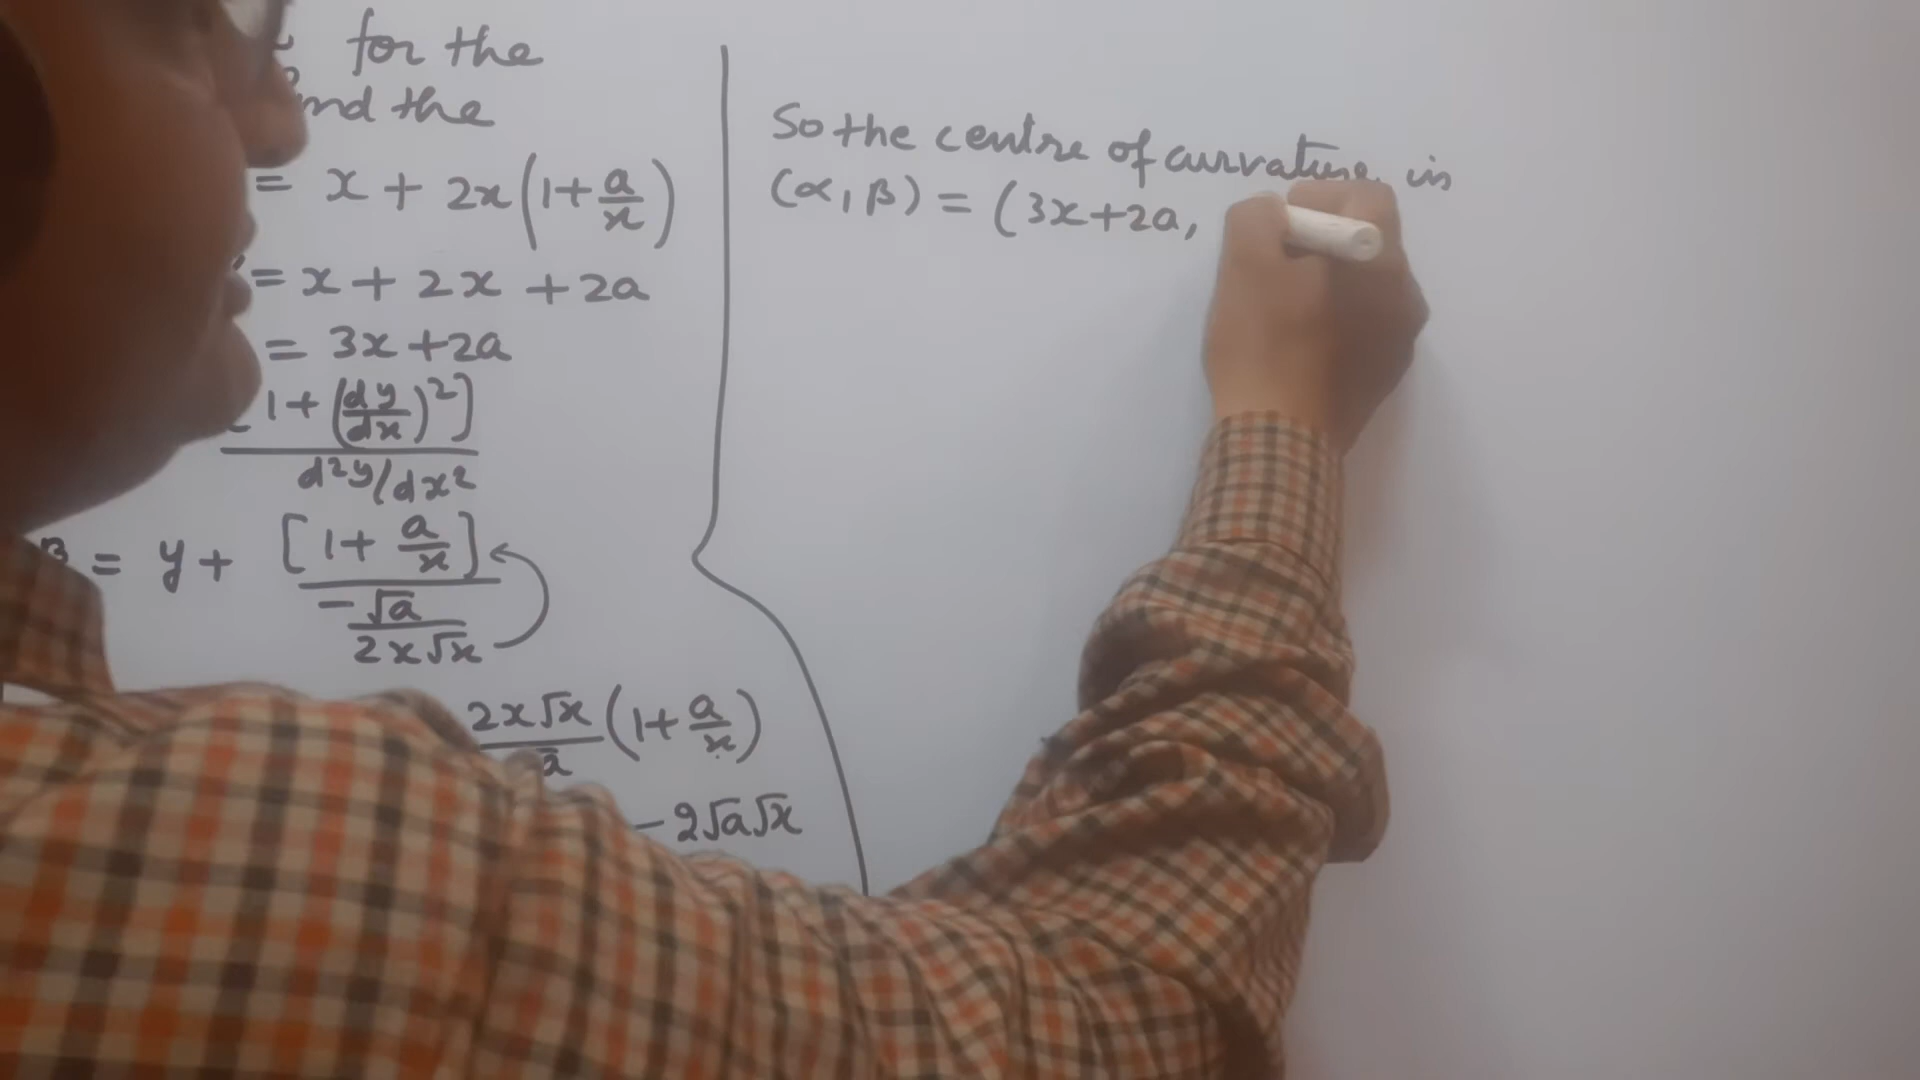 for the
and the
= x + 2x(1 + a/x)
= x + 2x + 2a
= 3x + 2a
1 + (dy/dx)²]
d²y/dx²
β = y + [1 + a/x]
-√a
2x√x
2x√x (1 + a/x)
- 2√a√x
So the centre of curvature is
(α, β) = (3x + 2a,